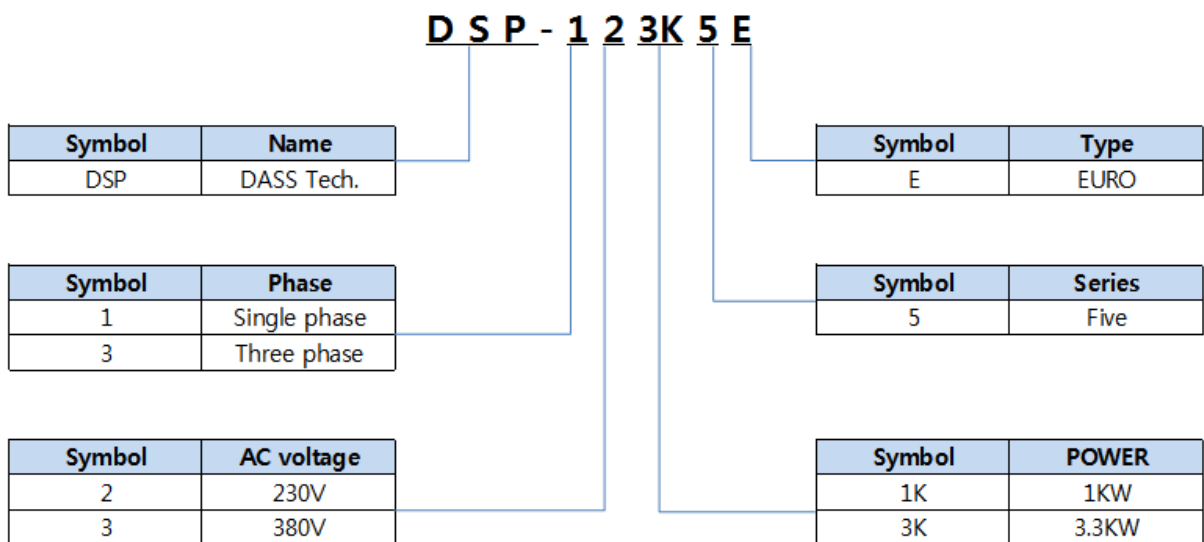 DSP-123K5E
Symbol Name
DSP DASS Tech.
Symbol Type
E EURO
Symbol Phase
1 Single phase
3 Three phase
Symbol Series
5 Five
Symbol AC voltage
2 230V
3 380V
Symbol POWER
1K 1KW
3K 3.3KW